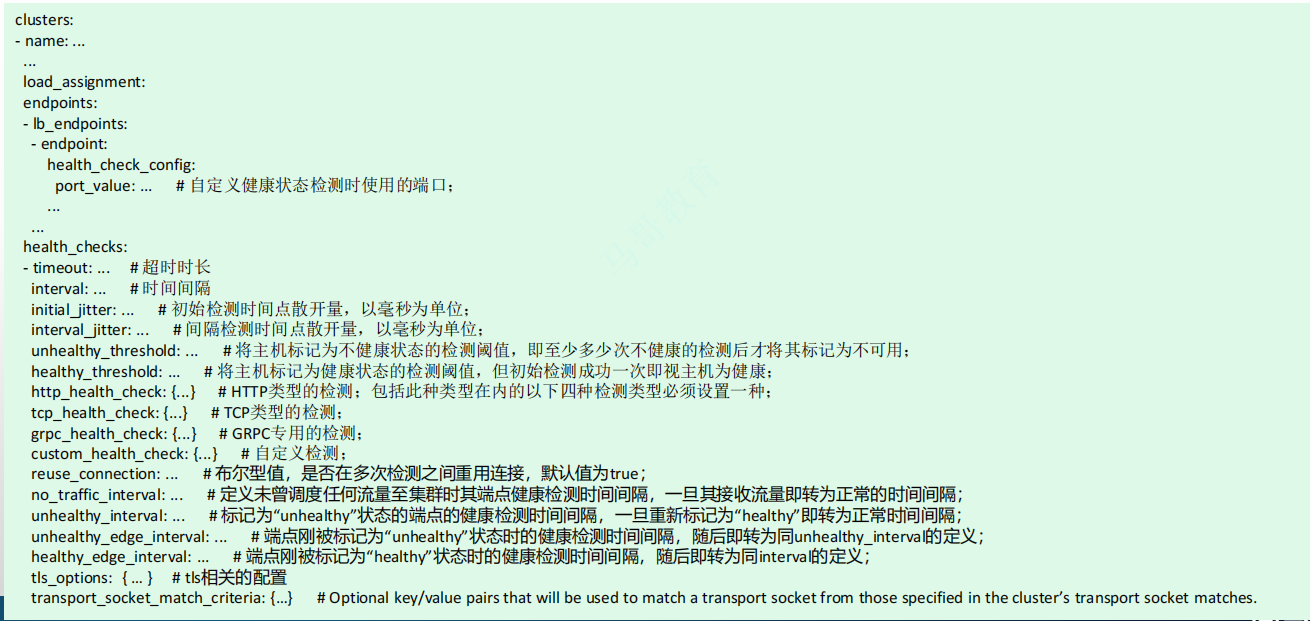 clusters:
- name: ...
...
load_assignment:
endpoints:
- lb_endpoints:
- endpoint:
health_check_config:
port_value: ... # 自定义健康状态检测时使用的端口；
...
...
health_checks:
- timeout: ... # 超时时长
interval: ... # 时间间隔
initial_jitter: ... # 初始检测时间点散开量，以毫秒为单位；
interval_jitter: ... # 间隔检测时间点散开量，以毫秒为单位；
unhealthy_threshold: ... # 将主机标记为不健康状态的检测阈值，即至少多少次不健康的检测后才将其标记为不可用；
healthy_threshold: ... # 将主机标记为健康状态的检测阈值，但初始检测成功一次即视主机为健康；
http_health_check: {...} # HTTP类型的检测；包括此种类型在内的以下四种检测类型必须设置一种；
tcp_health_check: {...} # TCP类型的检测；
grpc_health_check: {...} # GRPC专用的检测；
custom_health_check: {...} # 自定义检测；
reuse_connection: ... # 布尔型值，是否在多次检测之间重用连接，默认值为true；
no_traffic_interval: ... # 定义未曾调度任何流量至集群时其端点健康检测时间间隔，一旦其接收流量即转为正常的时间间隔；
unhealthy_interval: ... # 标记为“unhealthy”状态的端点的健康检测时间间隔，一旦重新标记为“healthy”即转为正常时间间隔；
unhealthy_edge_interval: ... # 端点刚被标记为“unhealthy”状态时的健康检测时间间隔，随后即转为同unhealthy_interval的定义；
healthy_edge_interval: ... # 端点刚被标记为“healthy”状态时的健康检测时间间隔，随后即转为同interval的定义；
tls_options: { ... } # tls相关的配置
transport_socket_match_criteria: {...} # Optional key/value pairs that will be used to match a transport socket from those specified in the cluster’s transport socket matches.
马哥教育